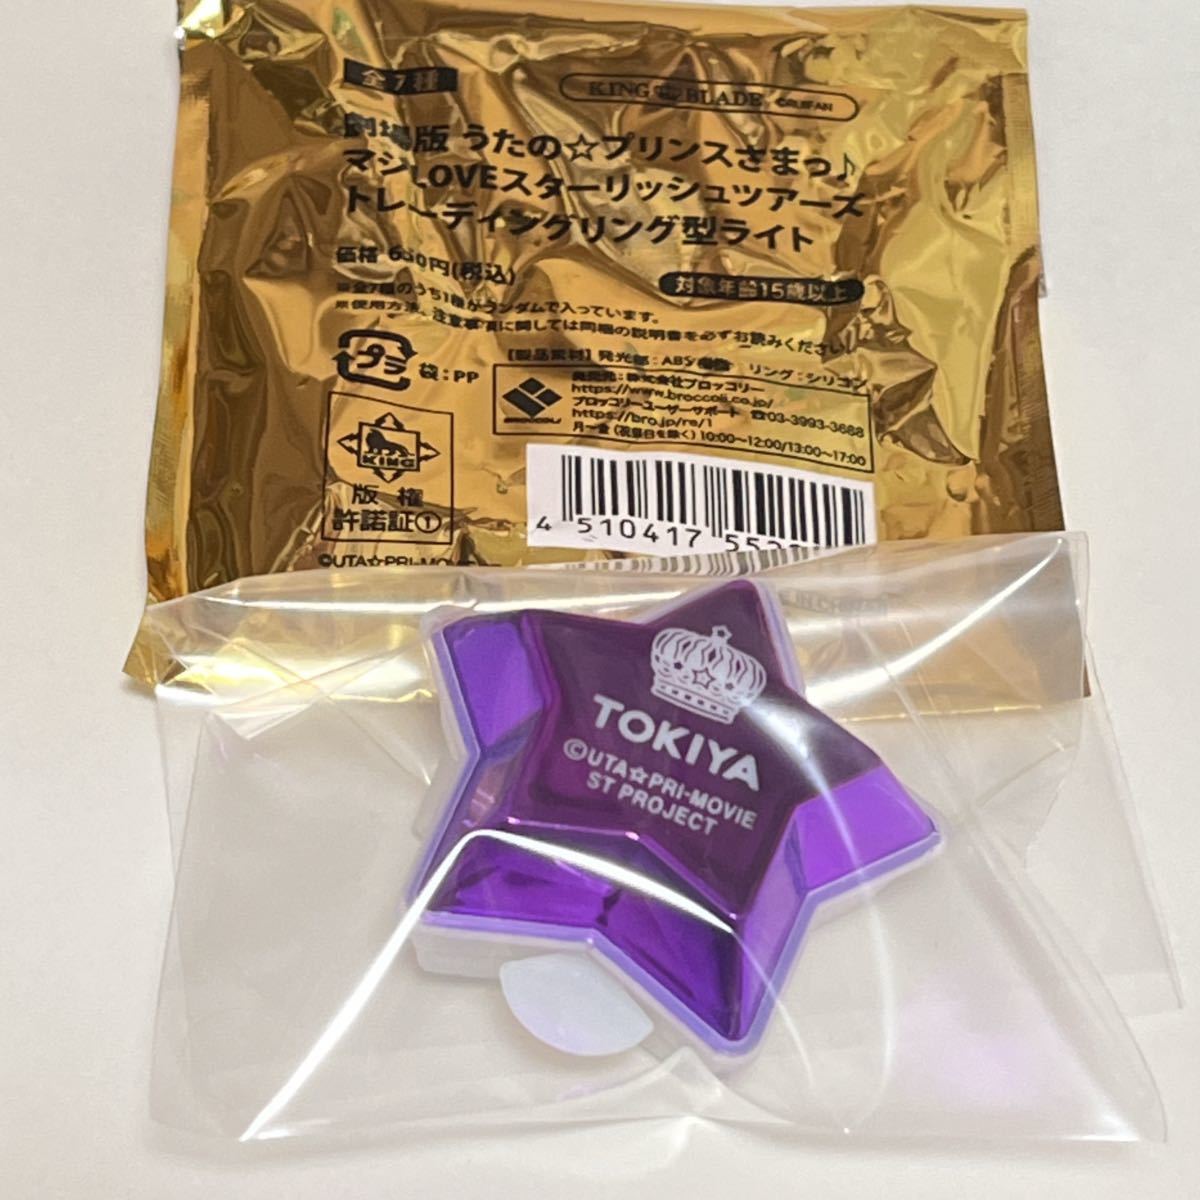 全7種
KING BLADE ©RUIFAN
劇場版 うたの☆プリンスさまっ♪
マジLOVEスターリッシュツアーズ
トレーディングリング型ライト
価格 650円(税込)
対象年齢15歳以上
※全7種のうち1種がランダムで入っています。
※使用方法、注意事項に関しては同梱の説明書を必ずお読みください。
プラ 袋:PP
【製品素材】発光部:ABS樹脂 リング:シリコン
BROCCOLI
発売元:株式会社ブロッコリー
https://www.broccoli.co.jp/
ブロッコリーユーザーサポート ☎03-3993-3688
https://bro.jp/re/1
月~金(祝祭日を除く)10:00~12:00/13:00~17:00
KING
版権
許諾証①
4 510417 55
©UTA☆PRI-MOVIE
MADE IN CHINA
TOKIYA
©UTA☆PRI-MOVIE
ST PROJECT